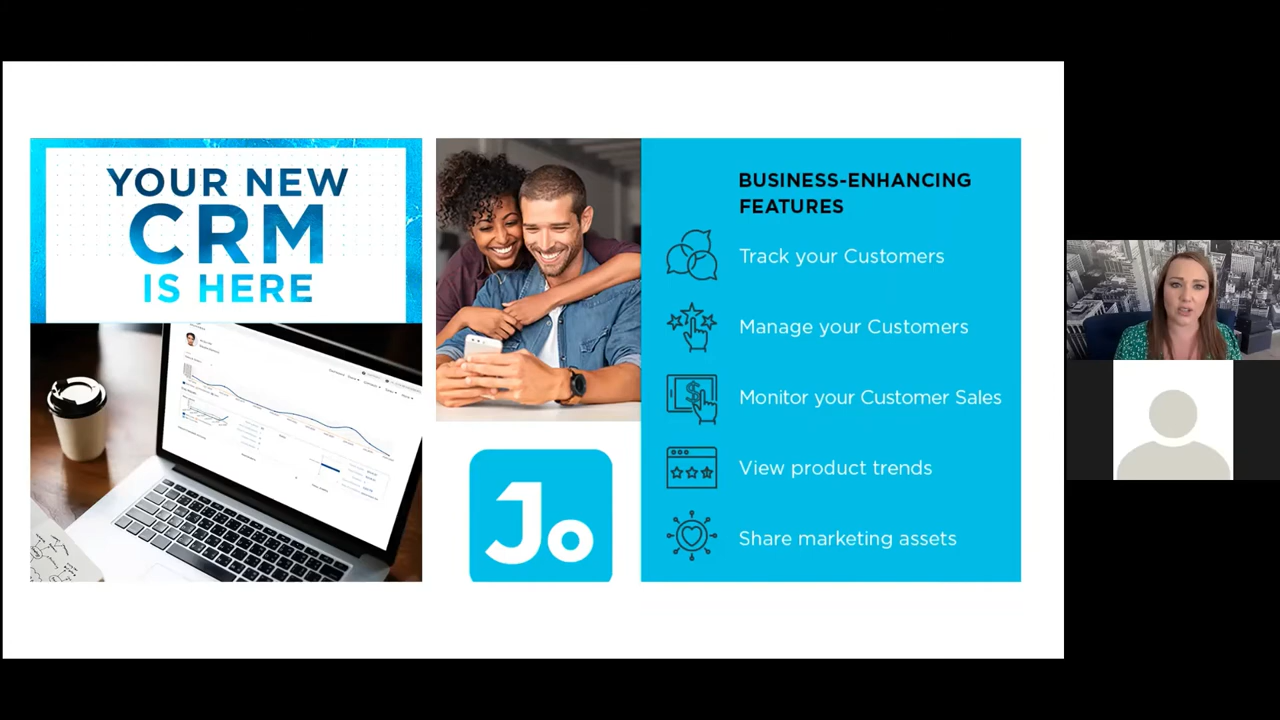 YOUR NEW
CRM
IS HERE
Jo
BUSINESS-ENHANCING
FEATURES
Track your Customers
Manage your Customers
Monitor your Customer Sales
View product trends
Share marketing assets